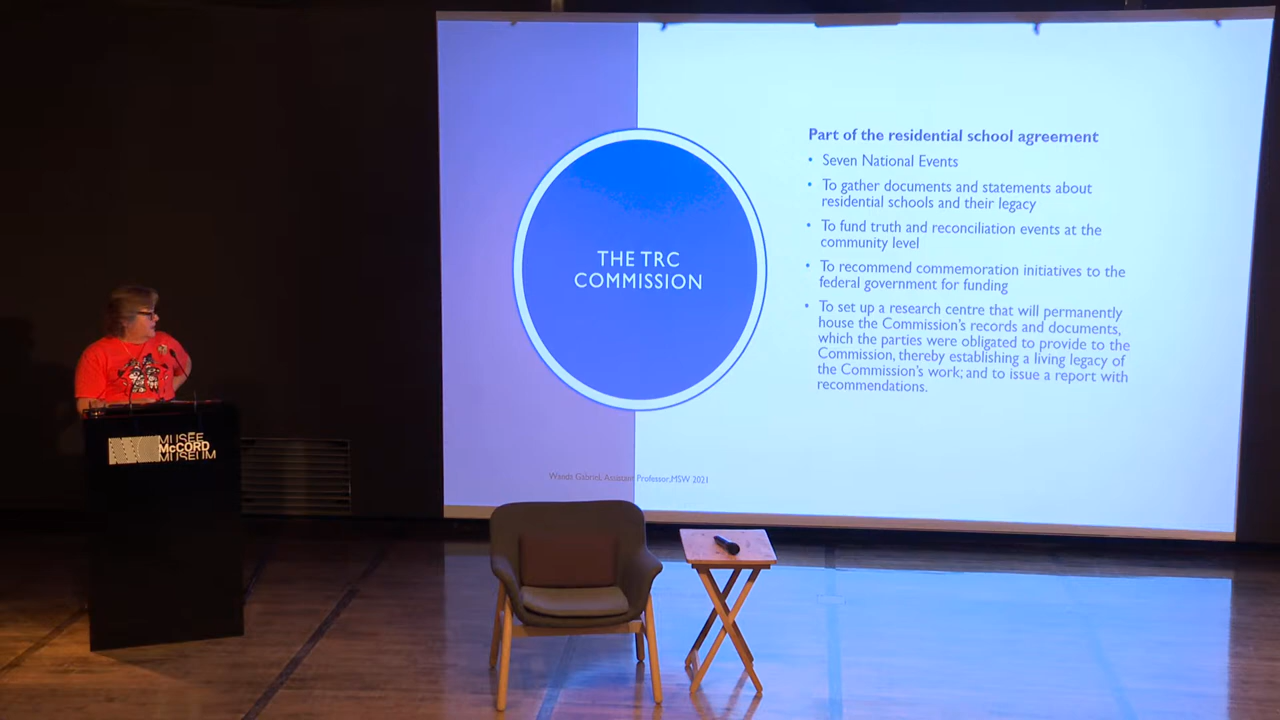 Part of the residential school agreement
• Seven National Events
• To gather documents and statements about
residential schools and their legacy
• To fund truth and reconciliation events at the
community level
• To recommend commemoration initiatives to the
federal government for funding
• To set up a research centre that will permanently
house the Commission's records and documents,
which the parties were obligated to provide to the
Commission, thereby establishing a living legacy of
the Commission's work; and to issue a report with
recommendations.
THE TRC
COMMISSION
Wanda Gabriel, Assistant Professor,MSW 2021
MUSÉE
McCORD
MUSEUM